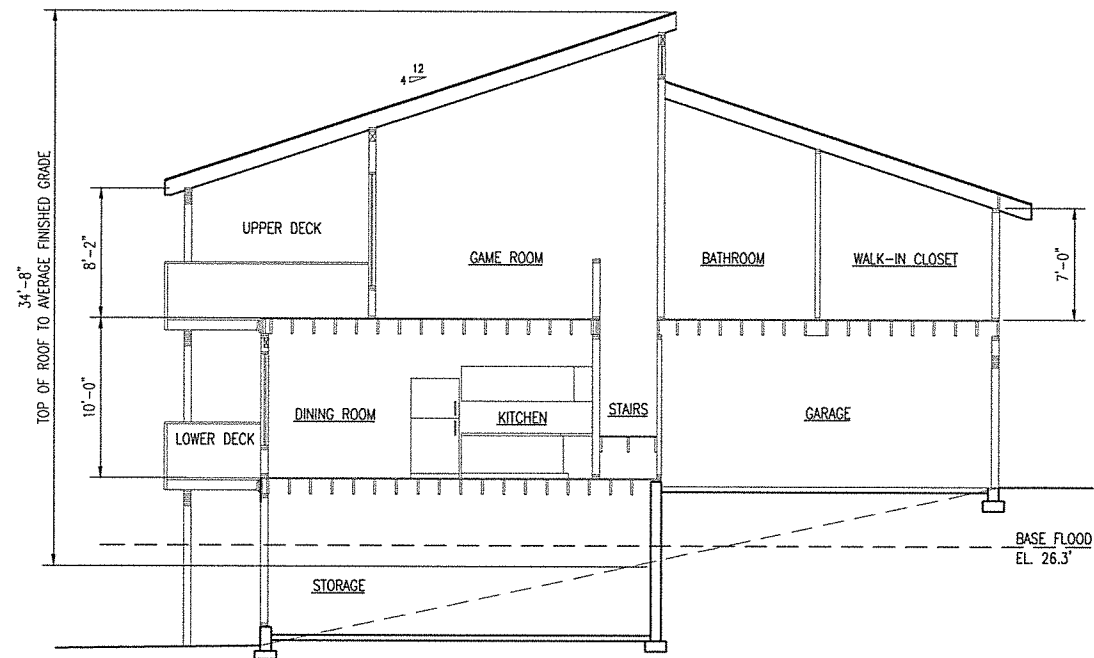 12
4
34'-8"
TOP OF ROOF TO AVERAGE FINISHED GRADE
8'-2"
UPPER DECK
GAME ROOM
BATHROOM
WALK-IN CLOSET
7'-0"
10'-0"
DINING ROOM
KITCHEN
STAIRS
GARAGE
LOWER DECK
BASE FLOOD
EL. 26.3'
STORAGE